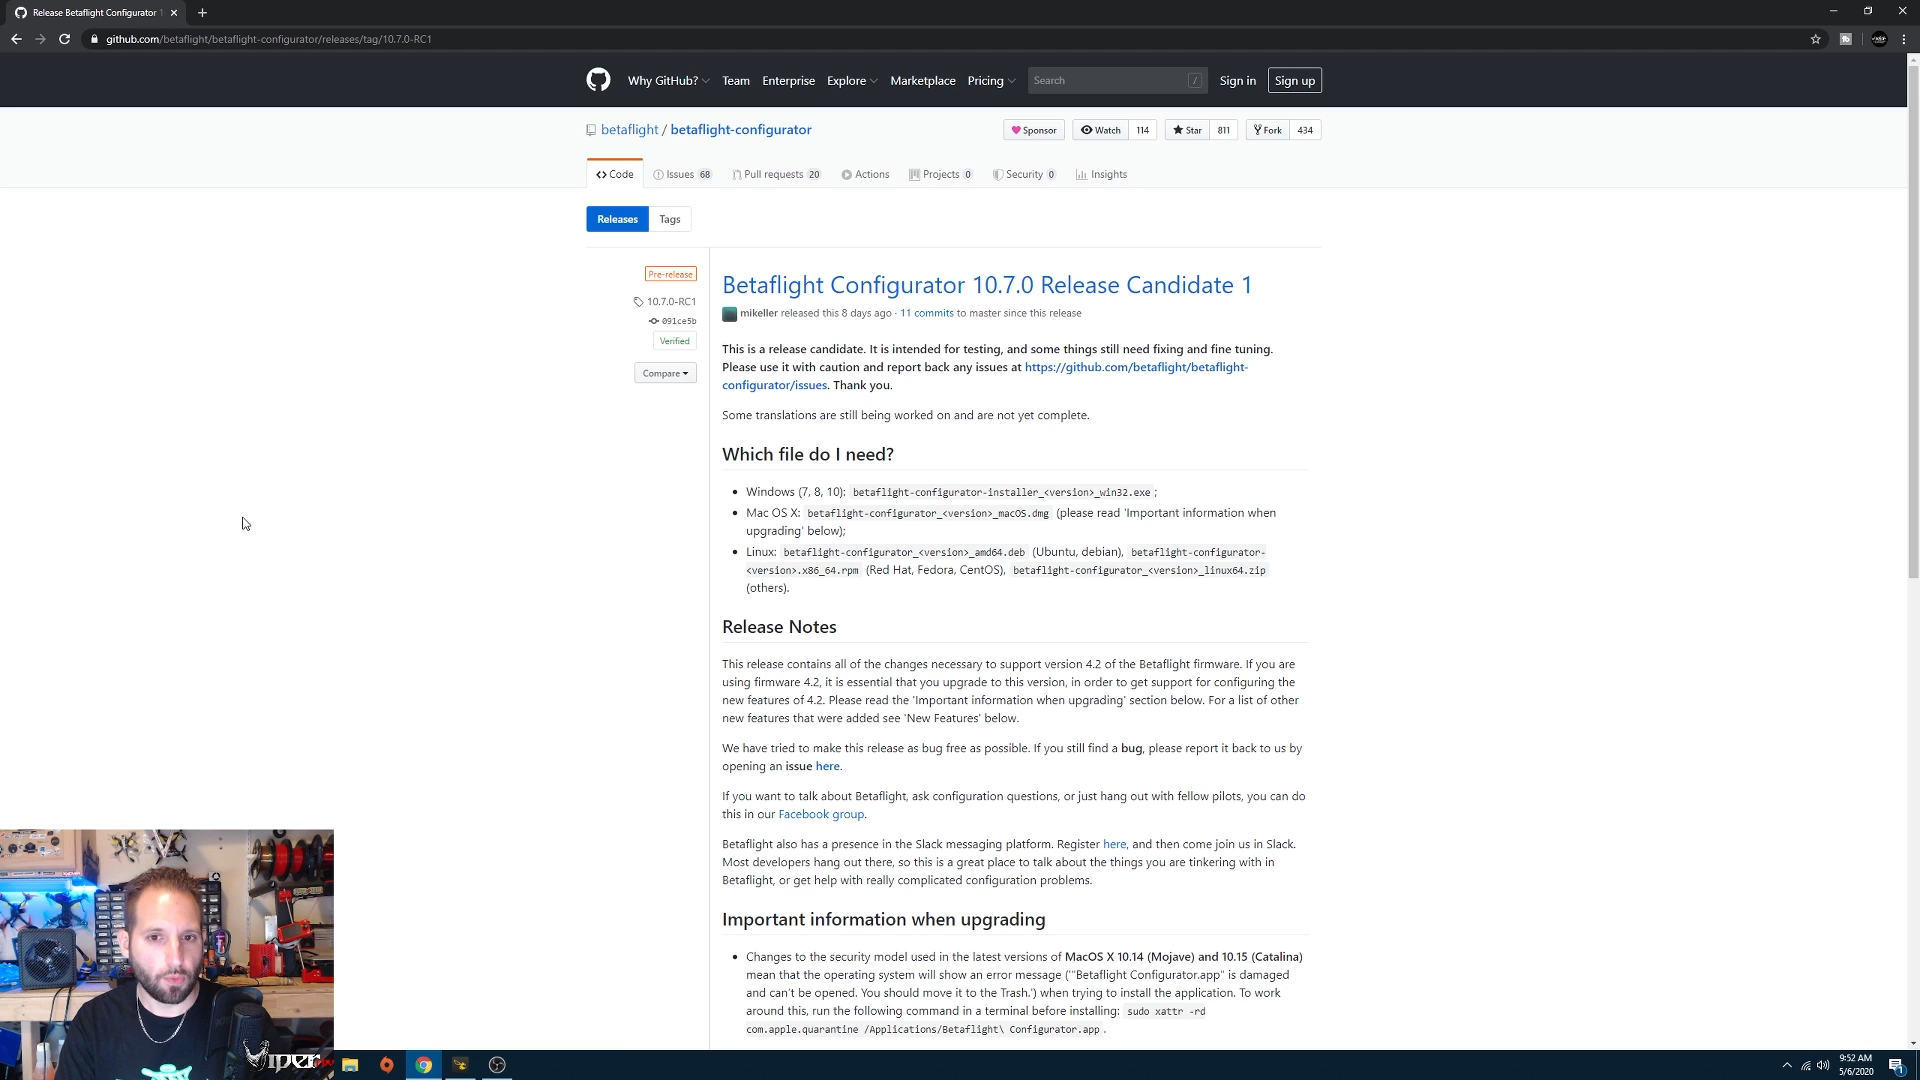 Release Betaflight Configurator 1
github.com/betaflight/betaflight-configurator/releases/tag/10.7.0-RC1
Why GitHub? Team Enterprise Explore Marketplace Pricing Search / Sign in Sign up
betaflight / betaflight-configurator Sponsor Watch 114 Star 811 Fork 434
Code Issues 68 Pull requests 20 Actions Projects 0 Security 0 Insights
Releases Tags
Pre-release
10.7.0-RC1
091ce5b
Verified
Compare
Betaflight Configurator 10.7.0 Release Candidate 1
mikeller released this 8 days ago · 11 commits to master since this release
This is a release candidate. It is intended for testing, and some things still need fixing and fine tuning.
Please use it with caution and report back any issues at https://github.com/betaflight/betaflight-
configurator/issues. Thank you.
Some translations are still being worked on and are not yet complete.
Which file do I need?
• Windows (7, 8, 10): betaflight-configurator-installer_<version>_win32.exe ;
• Mac OS X: betaflight-configurator_<version>_macOS.dmg (please read 'Important information when
upgrading' below);
• Linux: betaflight-configurator_<version>_amd64.deb (Ubuntu, debian), betaflight-configurator-
<version>.x86_64.rpm (Red Hat, Fedora, CentOS), betaflight-configurator_<version>_linux64.zip
(others).
Release Notes
This release contains all of the changes necessary to support version 4.2 of the Betaflight firmware. If you are
using firmware 4.2, it is essential that you upgrade to this version, in order to get support for configuring the
new features of 4.2. Please read the 'Important information when upgrading' section below. For a list of other
new features that were added see 'New Features' below.
We have tried to make this release as bug free as possible. If you still find a bug, please report it back to us by
opening an issue here.
If you want to talk about Betaflight, ask configuration questions, or just hang out with fellow pilots, you can do
this in our Facebook group.
Betaflight also has a presence in the Slack messaging platform. Register here, and then come join us in Slack.
Most developers hang out there, so this is a great place to talk about the things you are tinkering with in
Betaflight, or get help with really complicated configuration problems.
Important information when upgrading
• Changes to the security model used in the latest versions of MacOS X 10.14 (Mojave) and 10.15 (Catalina)
mean that the operating system will show an error message ('"Betaflight Configurator.app" is damaged
and can't be opened. You should move it to the Trash.') when trying to install the application. To work
around this, run the following command in a terminal before installing: sudo xattr -rd
com.apple.quarantine /Applications/Betaflight\ Configurator.app .
9:52 AM
5/6/2020
1